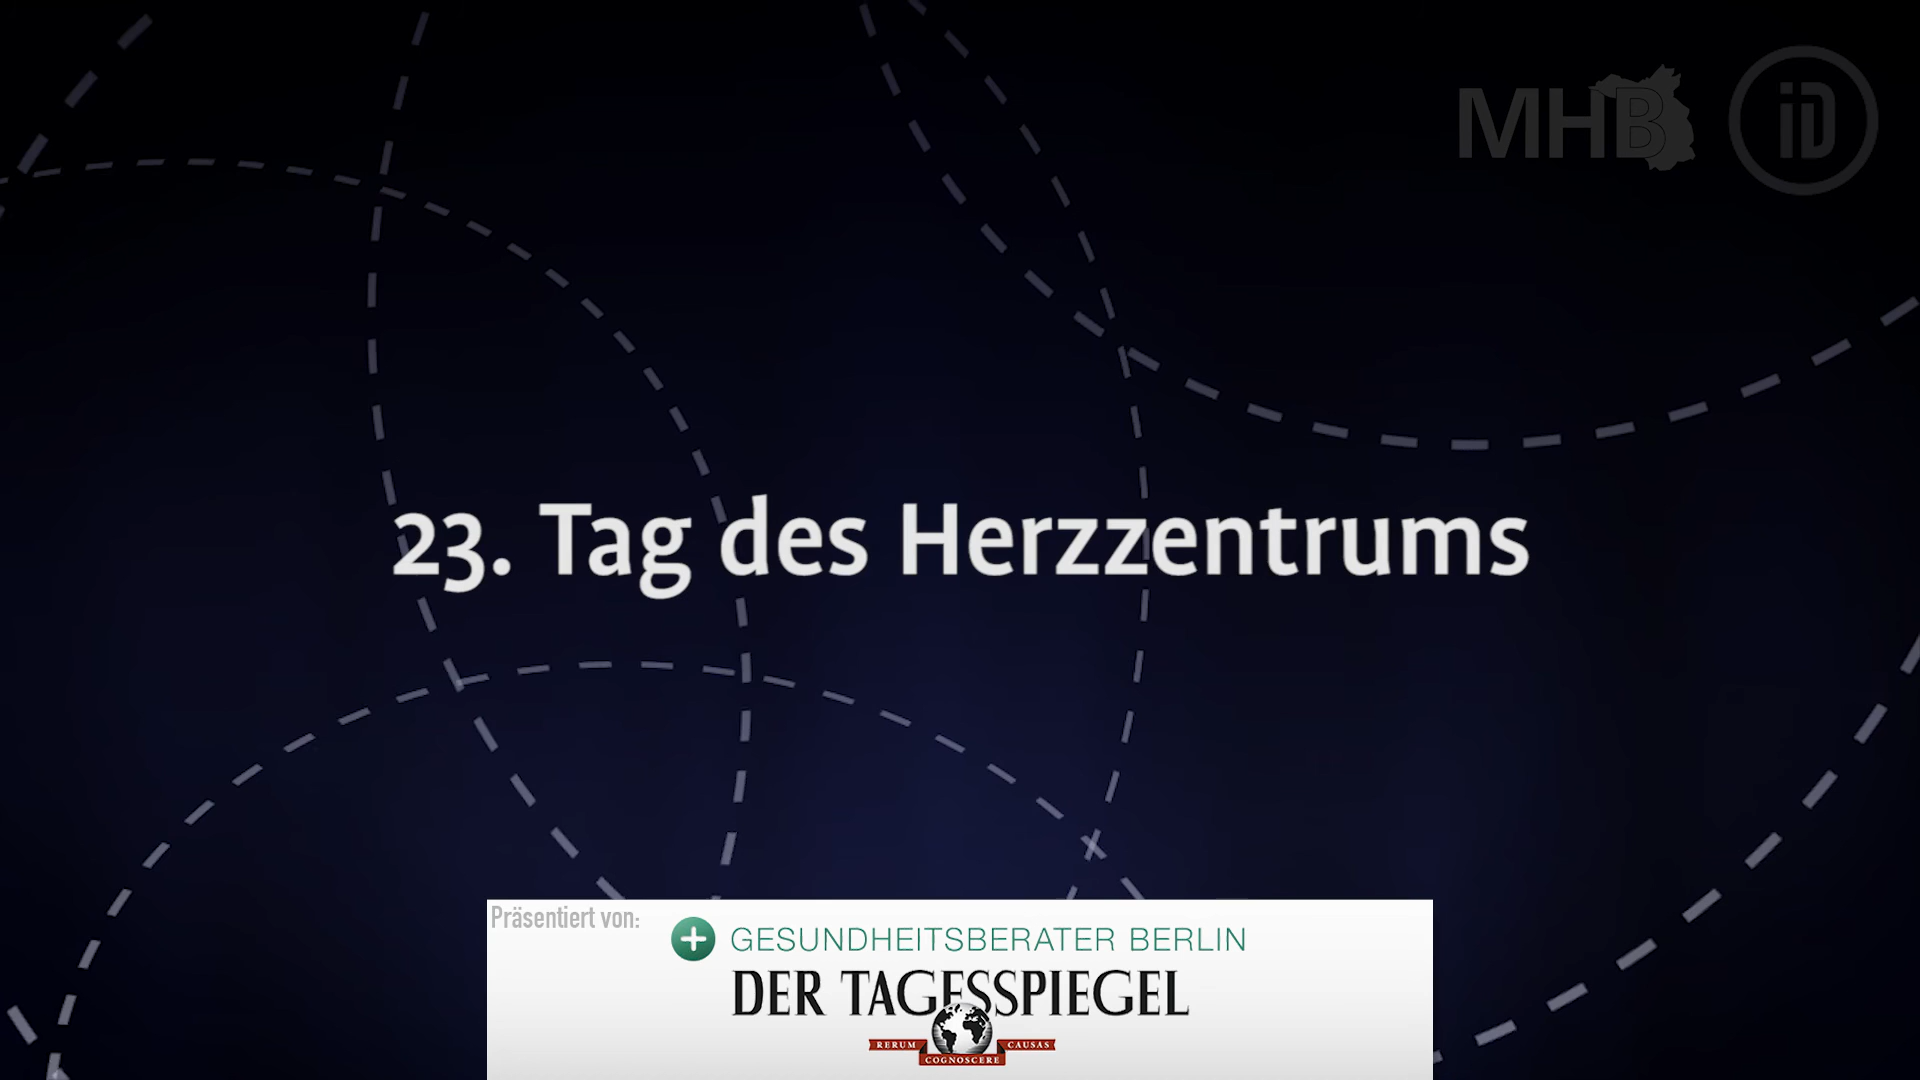 MHB
iD
23. Tag des Herzzentrums
Präsentiert von:
GESUNDHEITSBERATER BERLIN
DER TAGESSPIEGEL
RERUM CAUSAS
COGNOSCERE